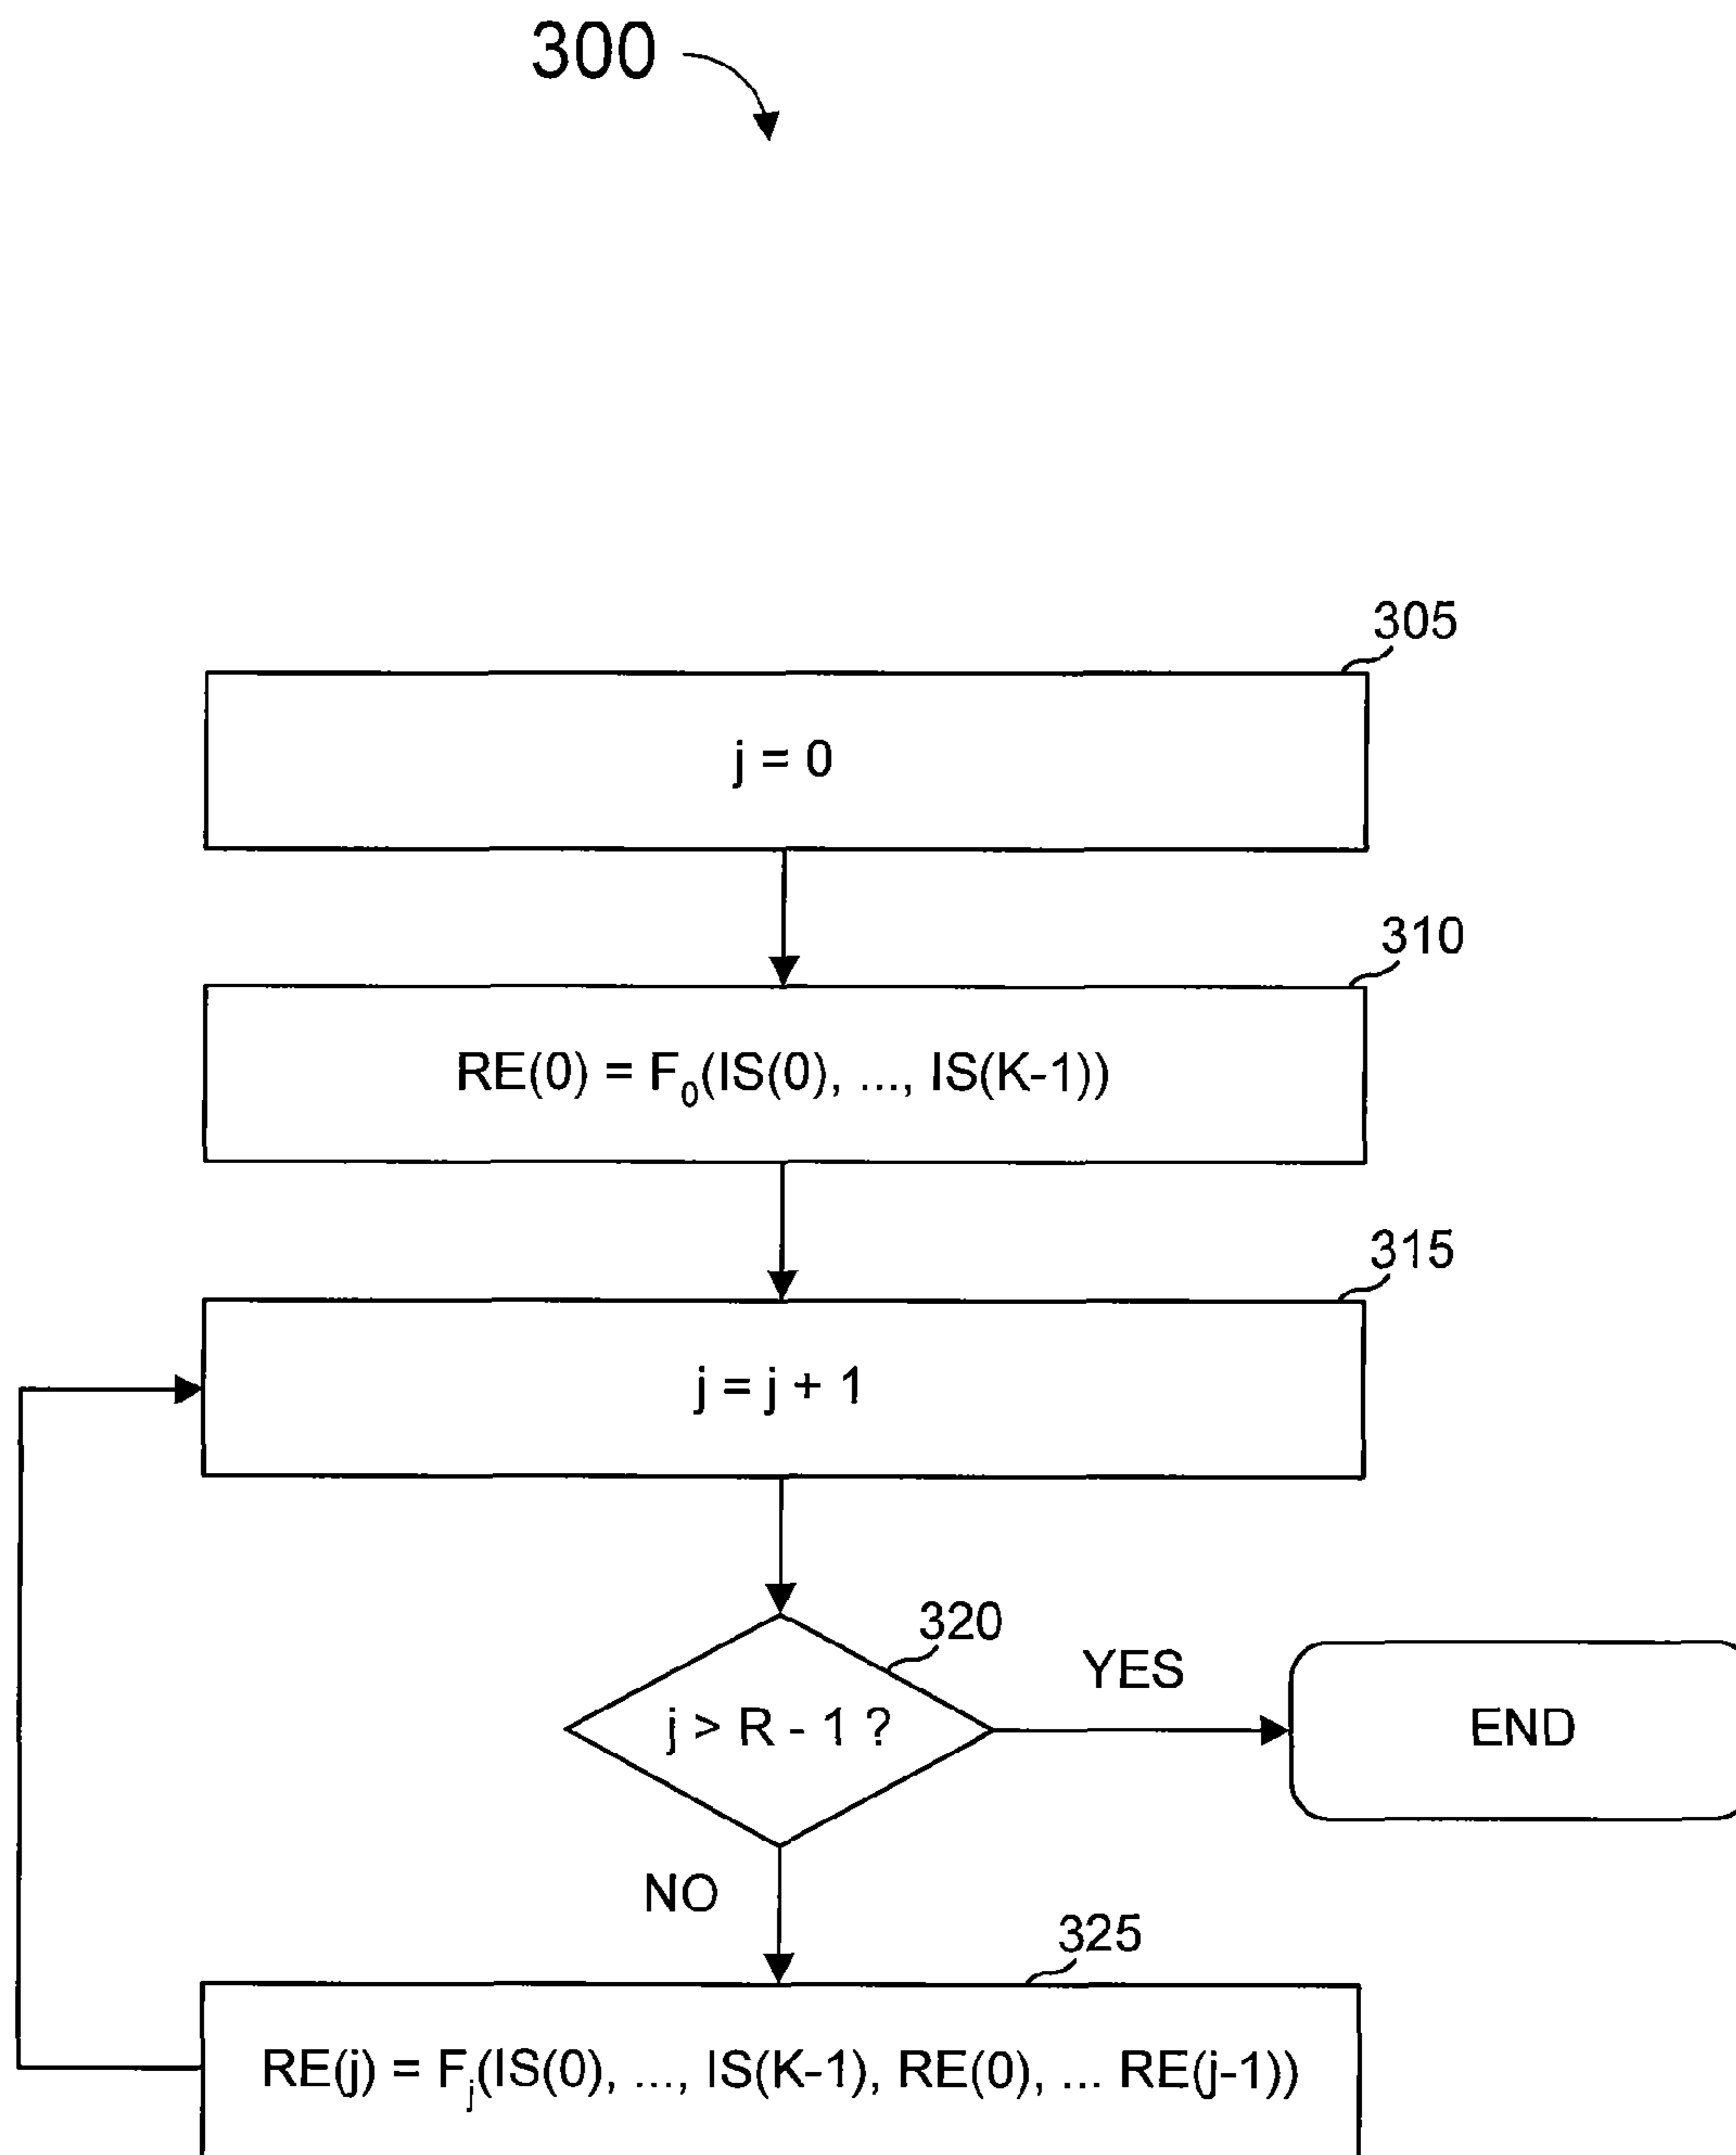 300
305
j = 0
310
RE(0) = F₀(IS(0), ..., IS(K-1))
315
j = j + 1
320
j > R - 1 ?
YES
END
NO
325
RE(j) = Fⱼ(IS(0), ..., IS(K-1), RE(0), ... RE(j-1))